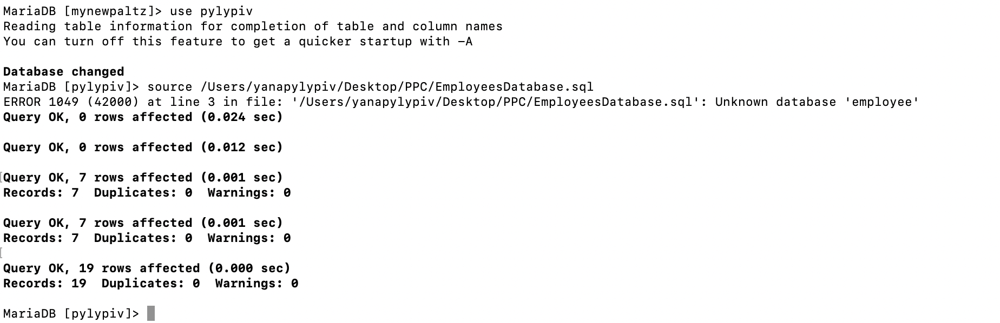 MariaDB [mynewpaltz]> use pylypiv
Reading table information for completion of table and column names
You can turn off this feature to get a quicker startup with -A
Database changed
MariaDB [pylypiv]> source /Users/yanapylypiv/Desktop/PPC/EmployeesDatabase.sql
ERROR 1049 (42000) at line 3 in file: '/Users/yanapylypiv/Desktop/PPC/EmployeesDatabase.sql': Unknown database 'employee'
Query OK, 0 rows affected (0.024 sec)
Query OK, 0 rows affected (0.012 sec)
Query OK, 7 rows affected (0.001 sec)
Records: 7  Duplicates: 0  Warnings: 0
Query OK, 7 rows affected (0.001 sec)
Records: 7  Duplicates: 0  Warnings: 0
Query OK, 19 rows affected (0.000 sec)
Records: 19  Duplicates: 0  Warnings: 0
MariaDB [pylypiv]>